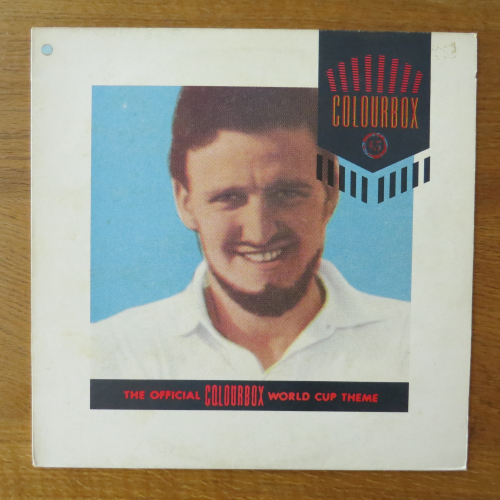 COLOURBOX
45
THE OFFICIAL COLOURBOX WORLD CUP THEME